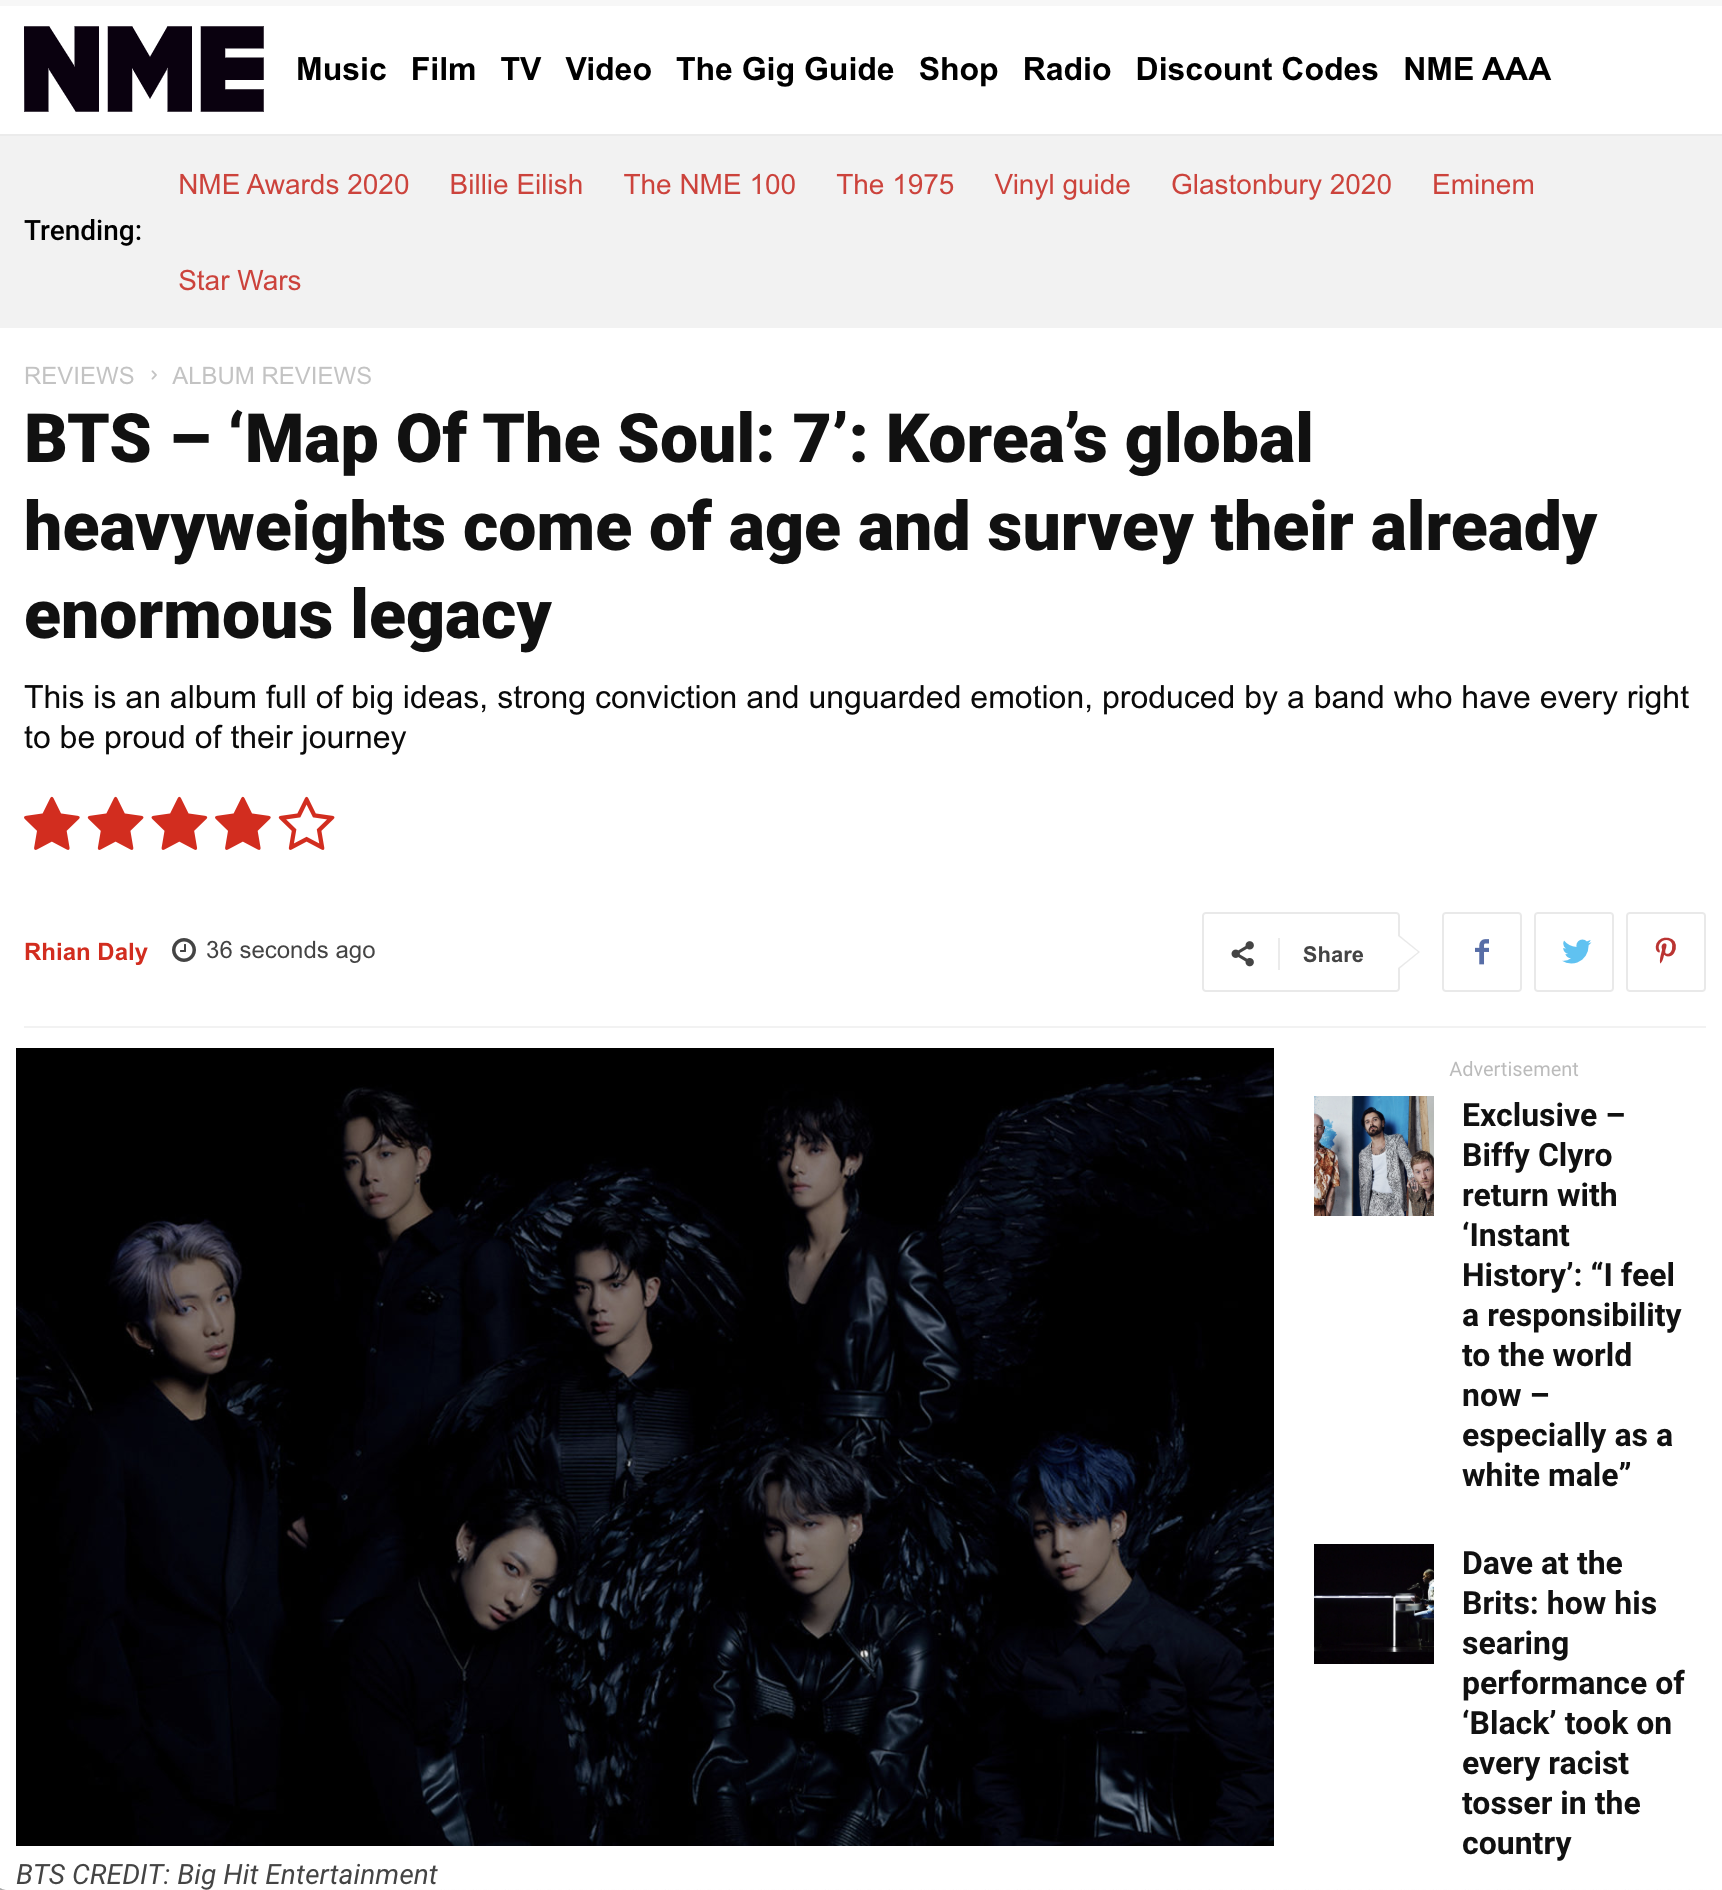 NME Music Film TV Video The Gig Guide Shop Radio Discount Codes NME AAA
NME Awards 2020 Billie Eilish The NME 100 The 1975 Vinyl guide Glastonbury 2020 Eminem
Trending:
Star Wars
REVIEWS › ALBUM REVIEWS
BTS – ‘Map Of The Soul: 7’: Korea’s global
heavyweights come of age and survey their already
enormous legacy
This is an album full of big ideas, strong conviction and unguarded emotion, produced by a band who have every right
to be proud of their journey
Rhian Daly 36 seconds ago
Share
Advertisement
Exclusive –
Biffy Clyro
return with
‘Instant
History’: “I feel
a responsibility
to the world
now –
especially as a
white male”
Dave at the
Brits: how his
searing
performance of
‘Black’ took on
every racist
tosser in the
country
BTS CREDIT: Big Hit Entertainment